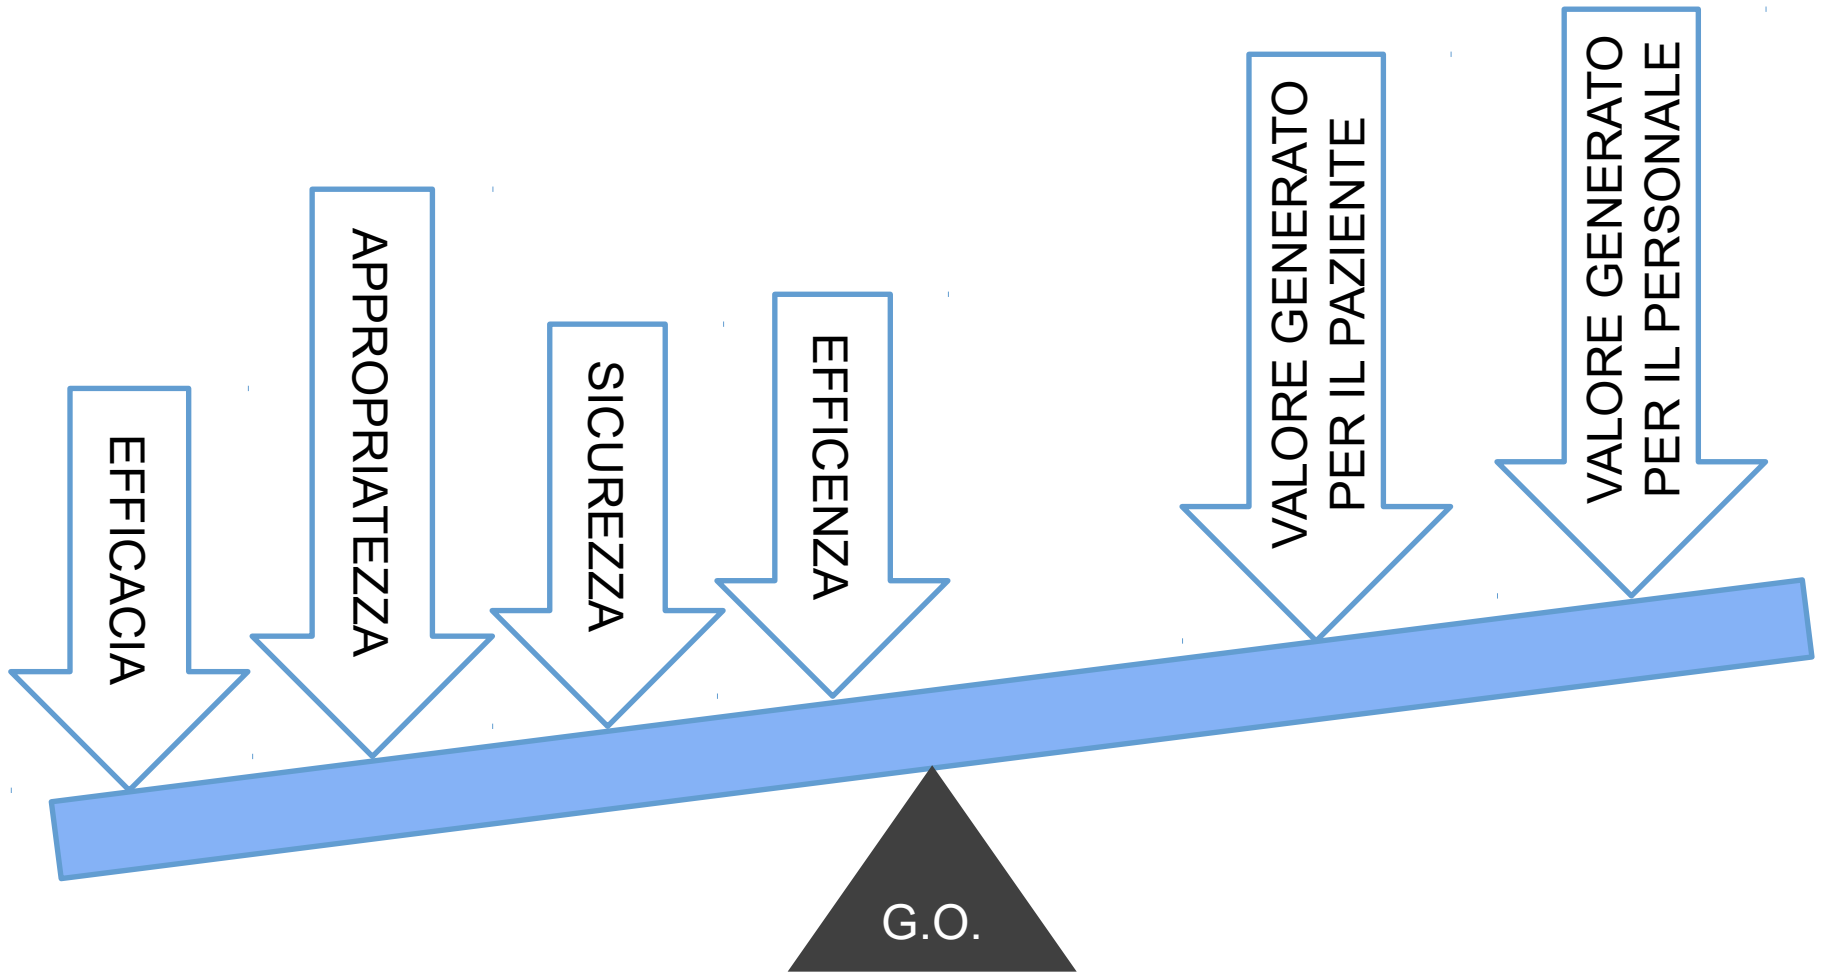 EFFICACIA
APPROPRIATEZZA
SICUREZZA
EFFICENZA
VALORE GENERATO
PER IL PAZIENTE
VALORE GENERATO
PER IL PERSONALE
G.O.